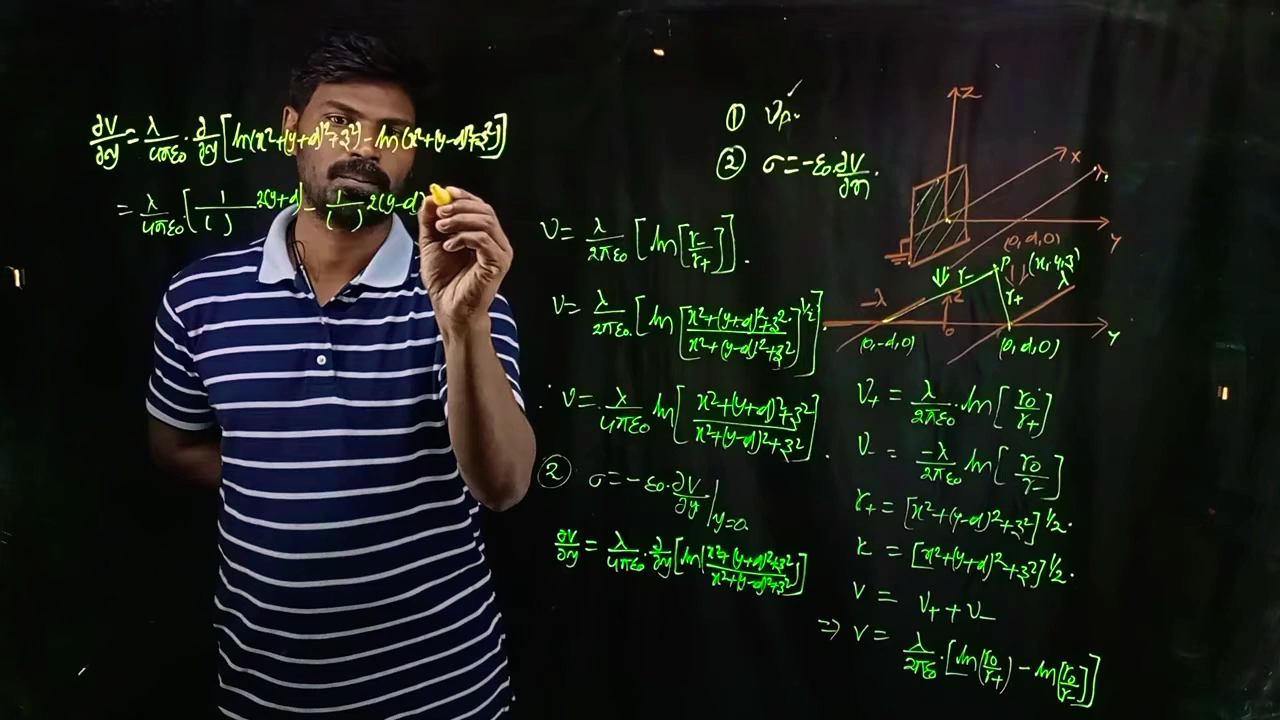 ∂V/∂y = λ/4πε₀ · ∂/∂y [ln(x²+(y+d)²+z²) - ln(x²+(y-d)²+z²)]
= λ/4πε₀ [1/( ) 2(y+d) - 1/( ) 2(y-d)
① Vp.
② σ = -ε₀ ∂V/∂n.
V = λ/2πε₀ [ln[r₋/r₊]].
V = λ/2πε₀ [ln [x²+(y+d)²+z² / x²+(y-d)²+z²]^1/2].
∴ V = λ/4πε₀ ln [x²+(y+d)²+z² / x²+(y-d)²+z²].
② σ = -ε₀ · ∂V/∂y |y=0
∂V/∂y = λ/4πε₀ · ∂/∂y [ln(x²+(y+d)²+z² / x²+(y-d)²+z²)]
Z
X
Y
(0, d, 0)
P (x, y, z)
r₋
r₊
-λ
λ
Z
0
Y
(0, -d, 0)
(0, d, 0)
V₊ = λ/2πε₀ · ln [r₀/r₊]
V₋ = -λ/2πε₀ ln [r₀/r₋]
r₊ = [x²+(y-d)²+z²]^1/2.
r₋ = [x²+(y+d)²+z²]^1/2.
V = V₊ + V₋
⇒ V = λ/2πε₀ · [ln(r₀/r₊) - ln[r₀/r₋]]